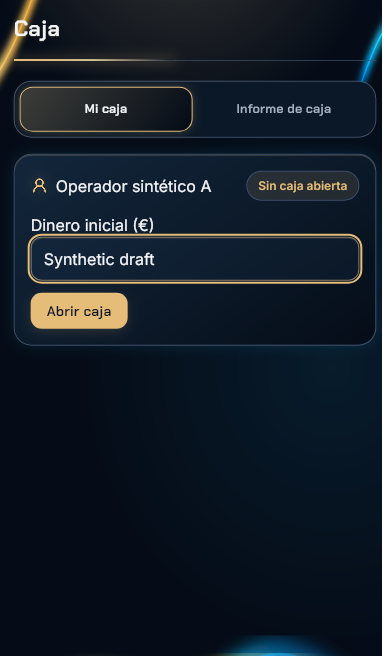 Caja
Mi caja
Informe de caja
Operador sintético A
Sin caja abierta
Dinero inicial (€)
Synthetic draft
Abrir caja